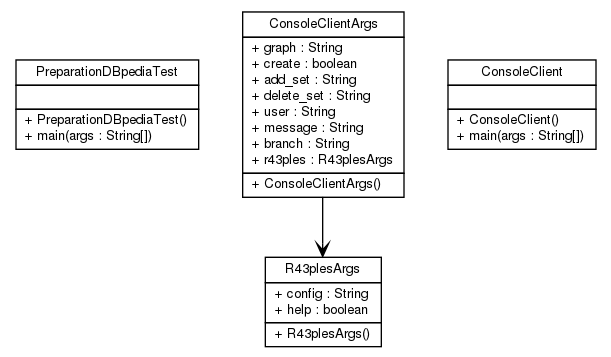 PreparationDBpediaTest
+ PreparationDBpediaTest()
+ main(args : String[])
ConsoleClientArgs
+ graph : String
+ create : boolean
+ add_set : String
+ delete_set : String
+ user : String
+ message : String
+ branch : String
+ r43ples : R43plesArgs
+ ConsoleClientArgs()
ConsoleClient
+ ConsoleClient()
+ main(args : String[])
R43plesArgs
+ config : String
+ help : boolean
+ R43plesArgs()